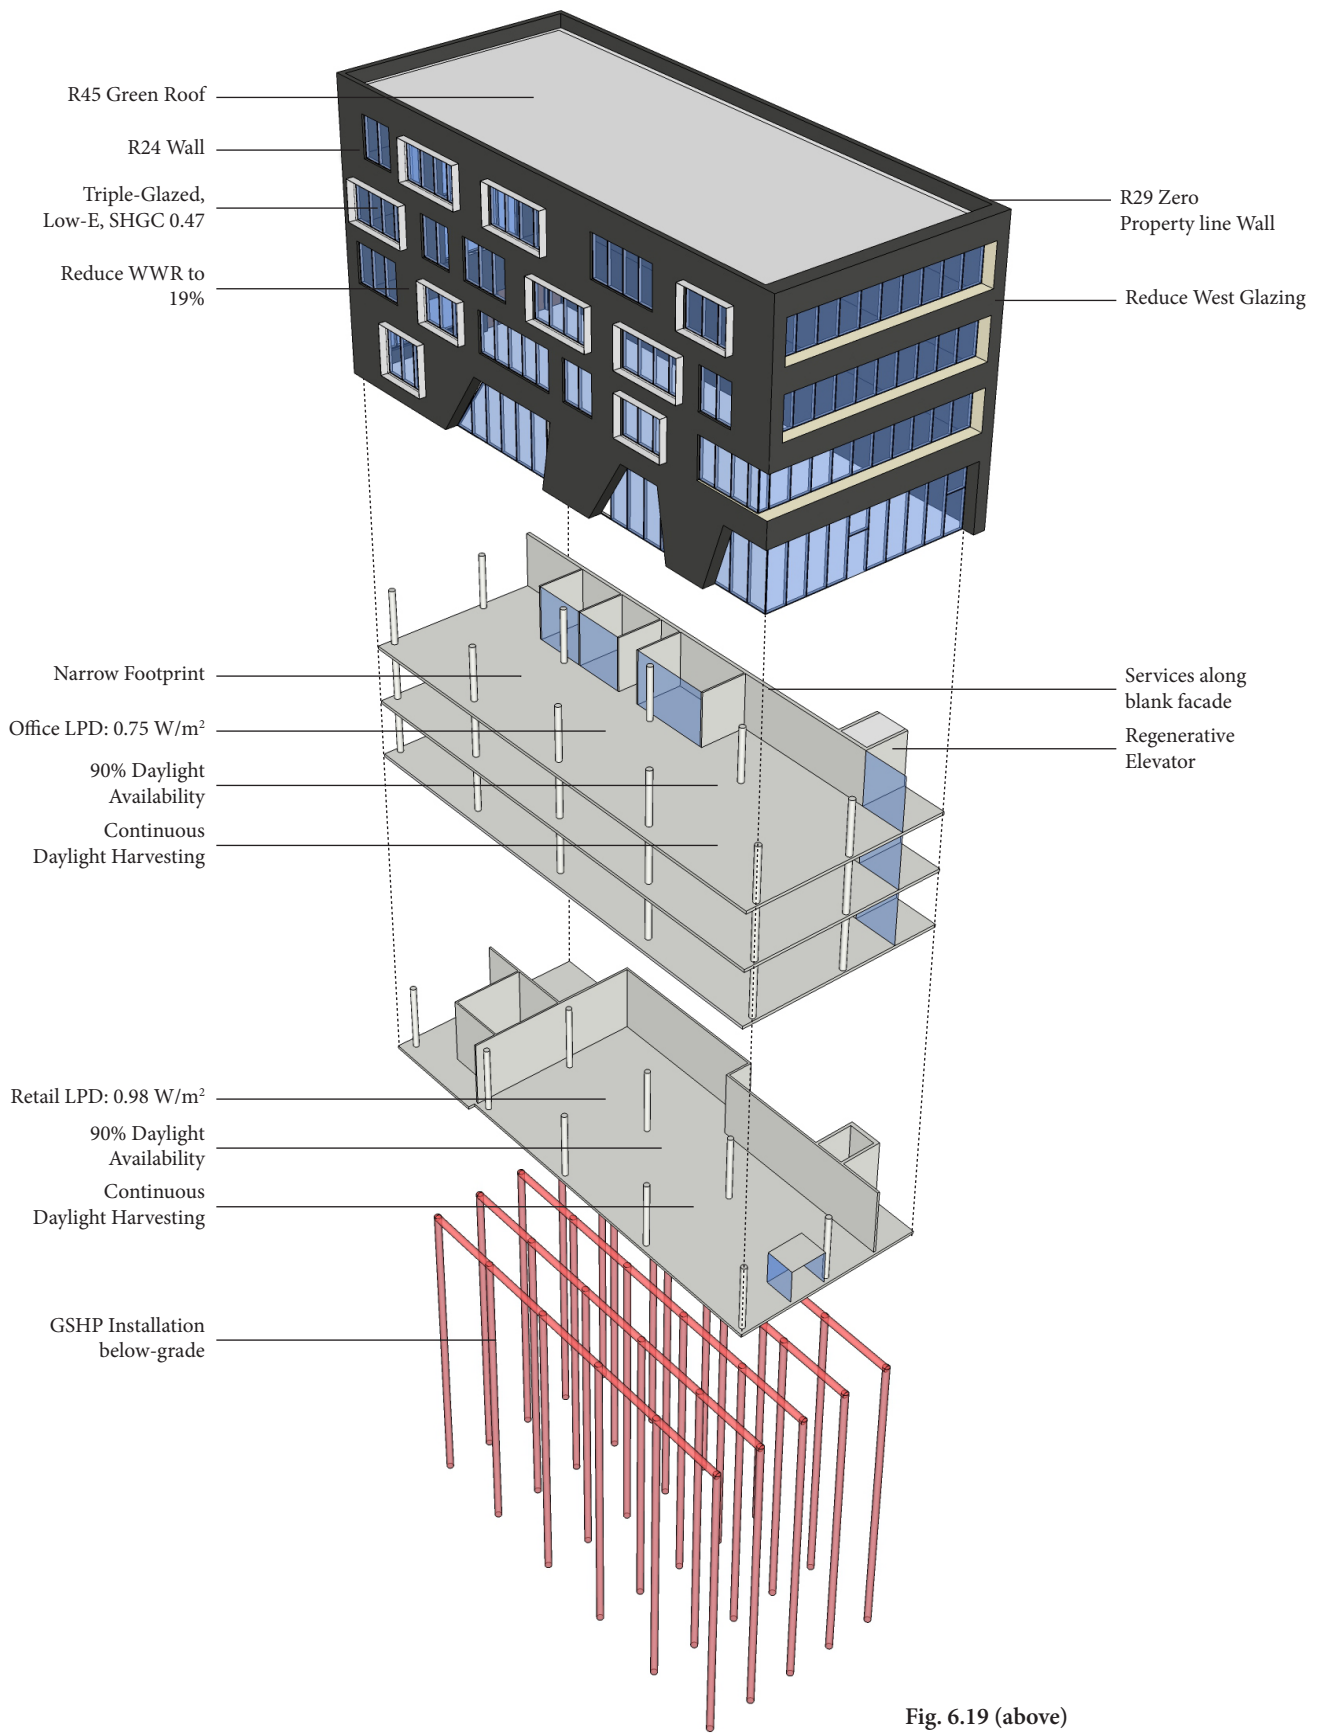 R45 Green Roof
R24 Wall
Triple-Glazed,
Low-E, SHGC 0.47
Reduce WWR to
19%
R29 Zero
Property line Wall
Reduce West Glazing
Narrow Footprint
Office LPD: 0.75 W/m²
90% Daylight
Availability
Continuous
Daylight Harvesting
Services along
blank facade
Regenerative
Elevator
Retail LPD: 0.98 W/m²
90% Daylight
Availability
Continuous
Daylight Harvesting
GSHP Installation
below-grade
Fig. 6.19 (above)